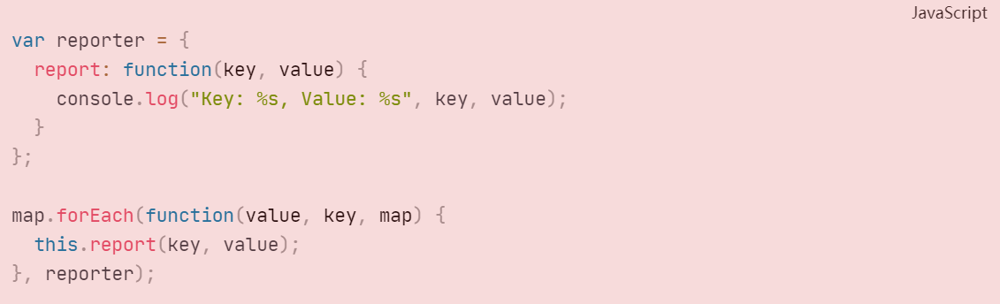 JavaScript
var reporter = {
  report: function(key, value) {
    console.log("Key: %s, Value: %s", key, value);
  }
};

map.forEach(function(value, key, map) {
  this.report(key, value);
}, reporter);